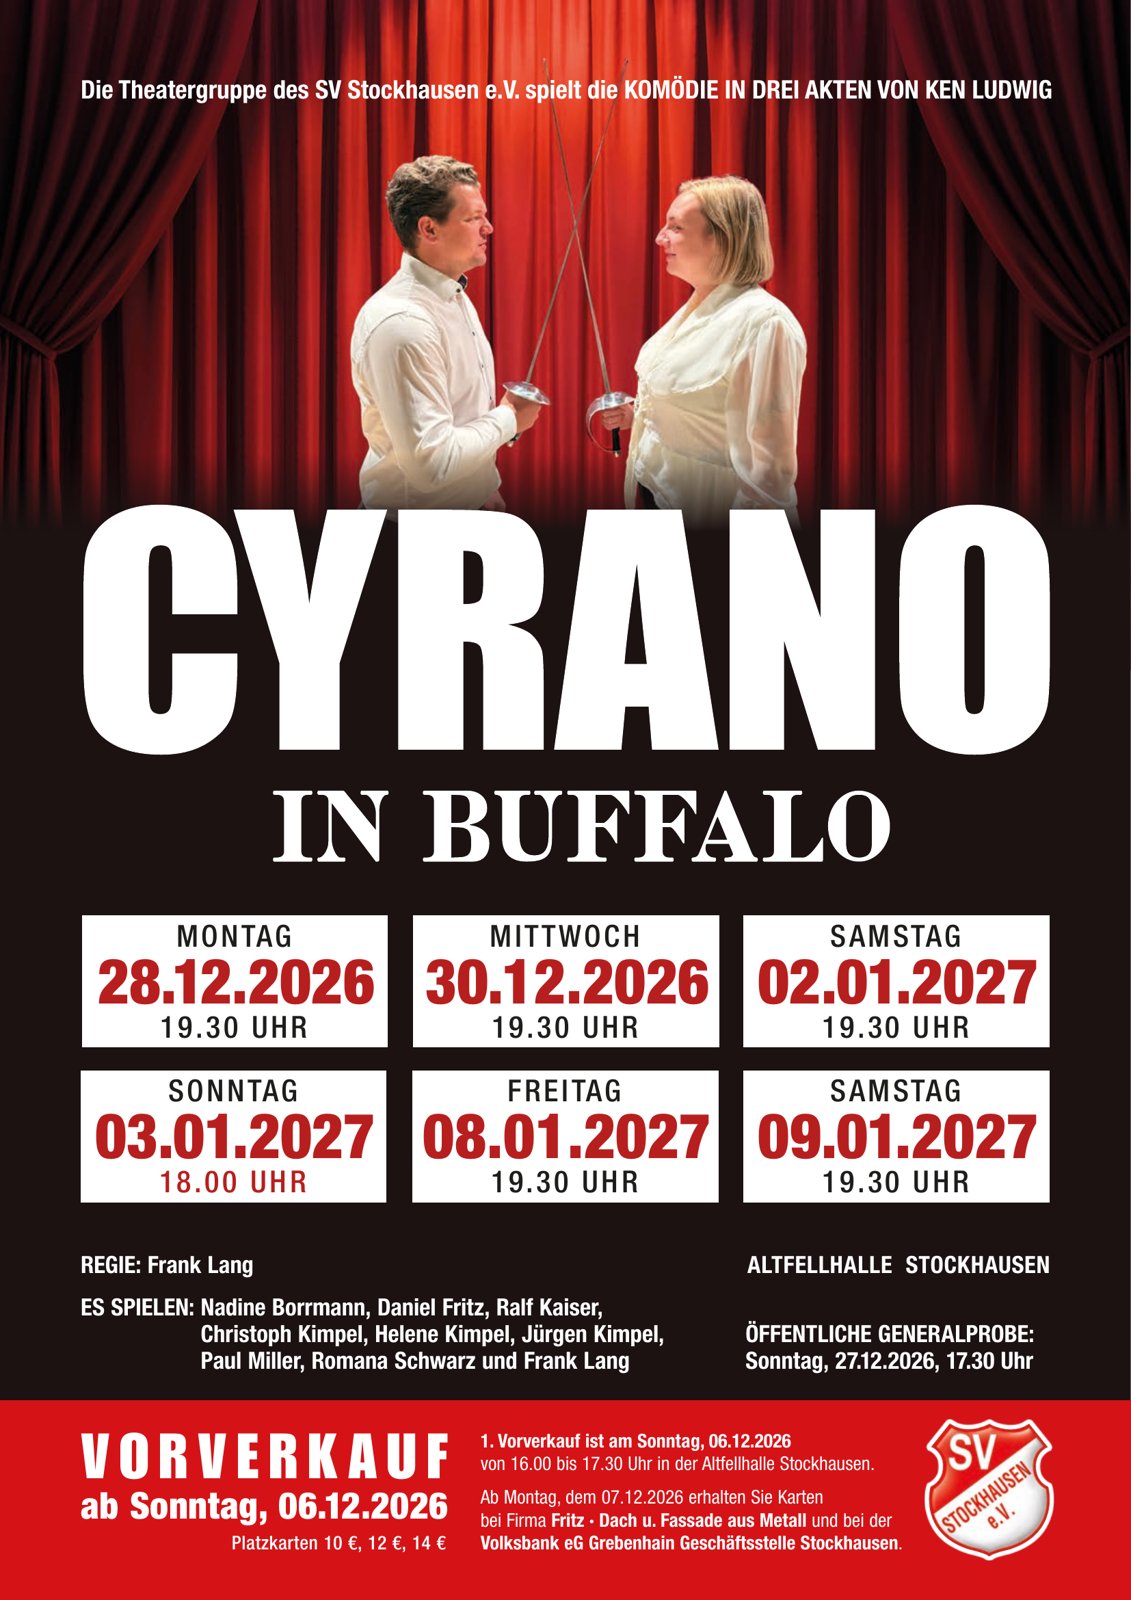 Die Theatergruppe des SV Stockhausen e.V. spielt die KOMÖDIE IN DREI AKTEN VON KEN LUDWIG
CYRANO
IN BUFFALO
MONTAG
28.12.2026
19.30 UHR
MITTWOCH
30.12.2026
19.30 UHR
SAMSTAG
02.01.2027
19.30 UHR
SONNTAG
03.01.2027
18.00 UHR
FREITAG
08.01.2027
19.30 UHR
SAMSTAG
09.01.2027
19.30 UHR
REGIE: Frank Lang
ES SPIELEN: Nadine Borrmann, Daniel Fritz, Ralf Kaiser,
Christoph Kimpel, Helene Kimpel, Jürgen Kimpel,
Paul Miller, Romana Schwarz und Frank Lang
ALTFELLHALLE STOCKHAUSEN
ÖFFENTLICHE GENERALPROBE:
Sonntag, 27.12.2026, 17.30 Uhr
VORVERKAUF
ab Sonntag, 06.12.2026
Platzkarten 10 €, 12 €, 14 €
1. Vorverkauf ist am Sonntag, 06.12.2026
von 16.00 bis 17.30 Uhr in der Altfellhalle Stockhausen.
Ab Montag, dem 07.12.2026 erhalten Sie Karten
bei Firma Fritz • Dach u. Fassade aus Metall und bei der
Volksbank eG Grebenhain Geschäftsstelle Stockhausen.
SV
STOCKHAUSEN
e.V.